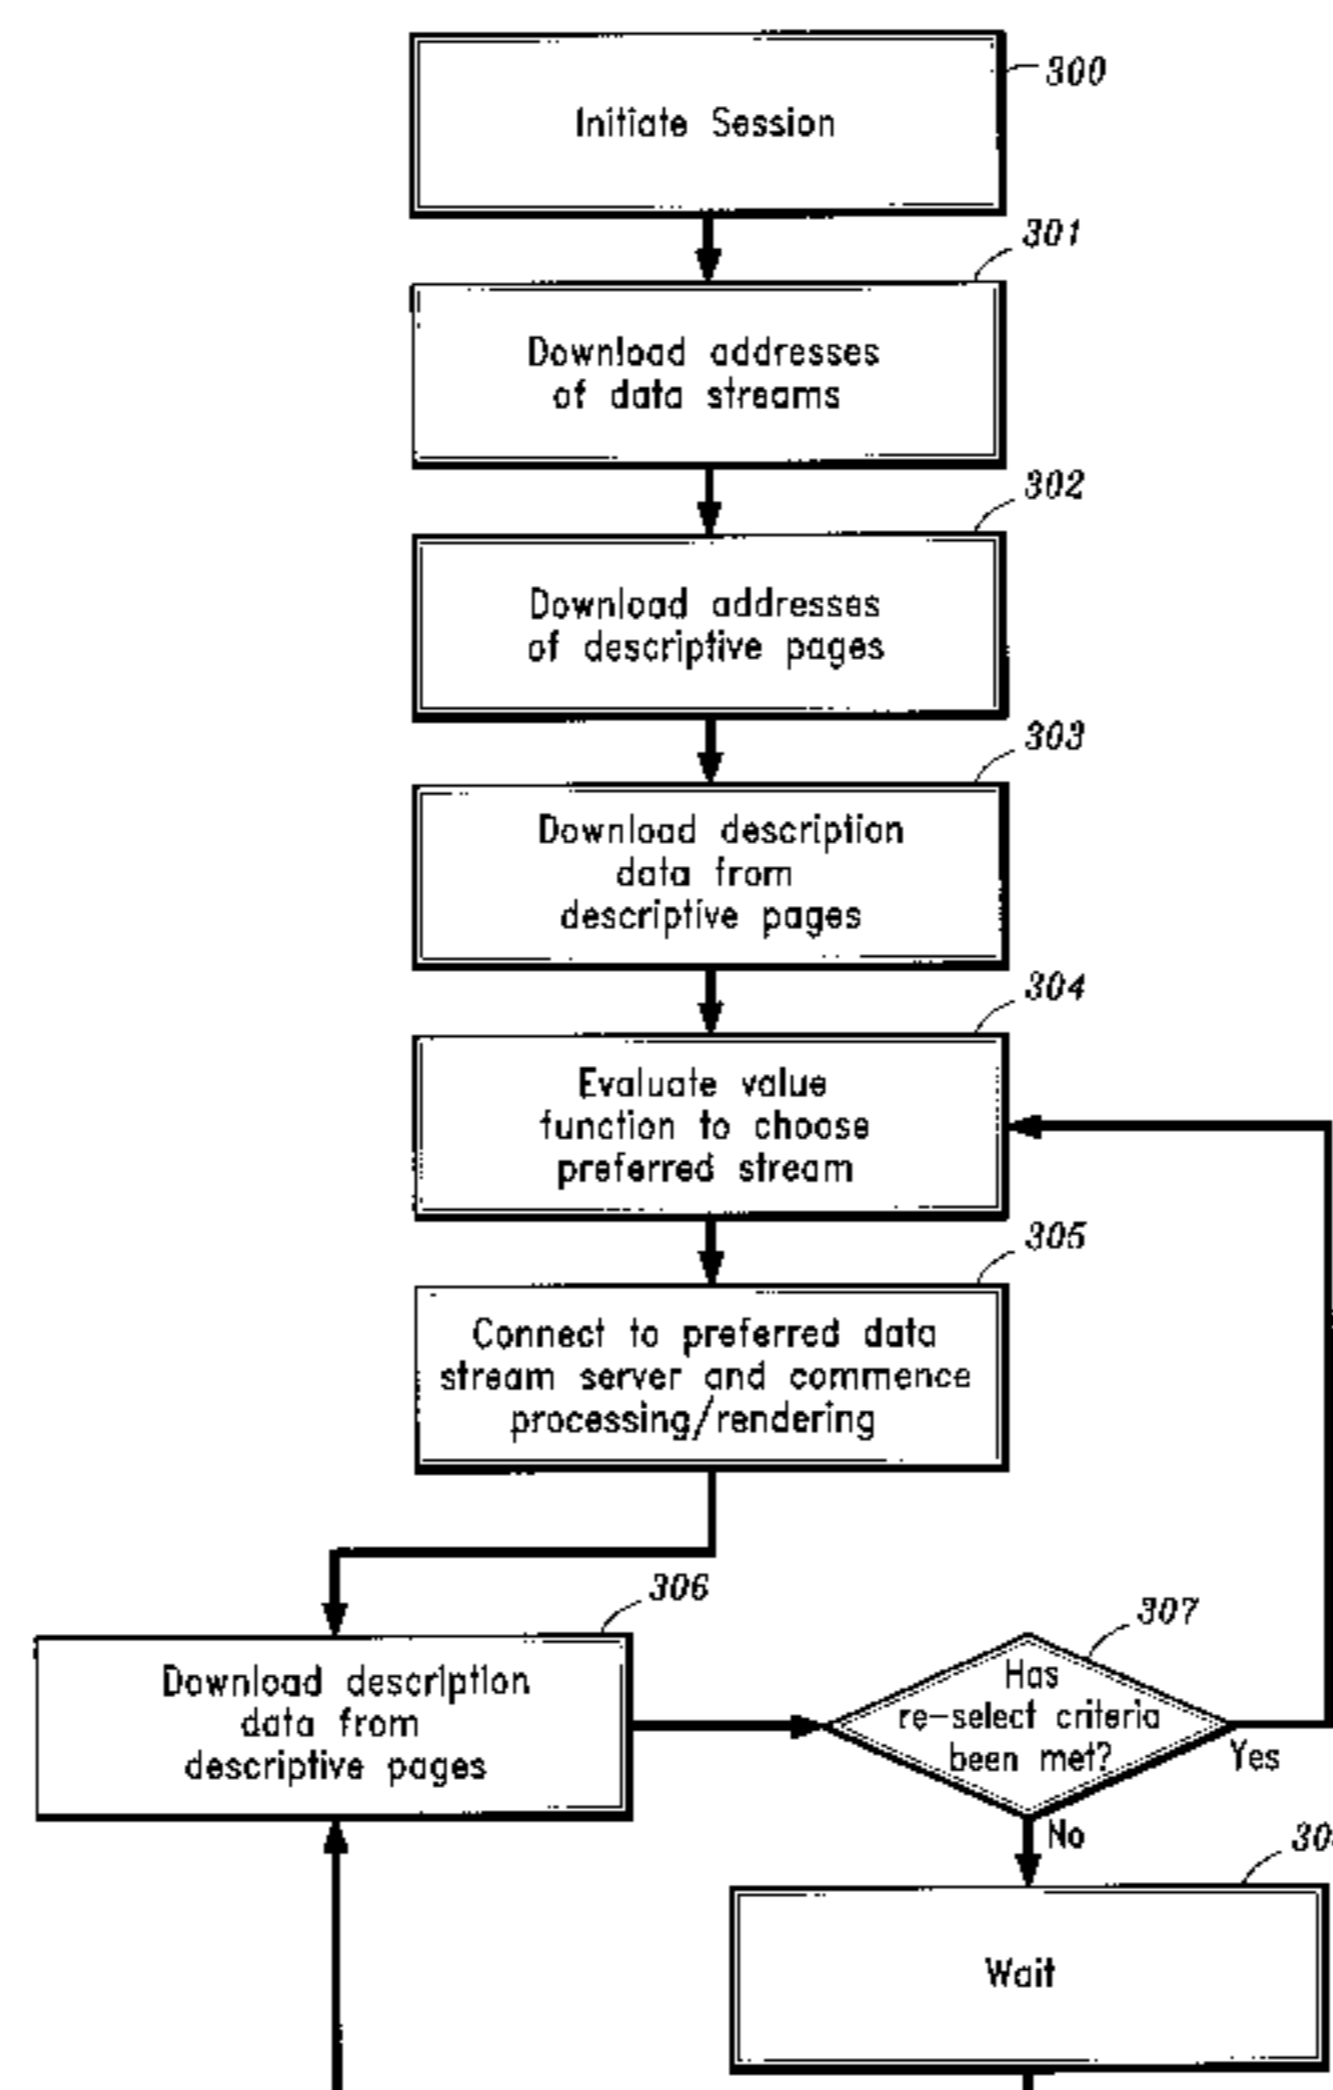 300
Initiate Session
301
Download addresses
of data streams
302
Download addresses
of descriptive pages
303
Download description
data from
descriptive pages
304
Evaluate value
function to choose
preferred stream
305
Connect to preferred data
stream server and commence
processing/rendering
306
Download description
data from
descriptive pages
307
Has
re-select criteria
been met?
Yes
No
Wait